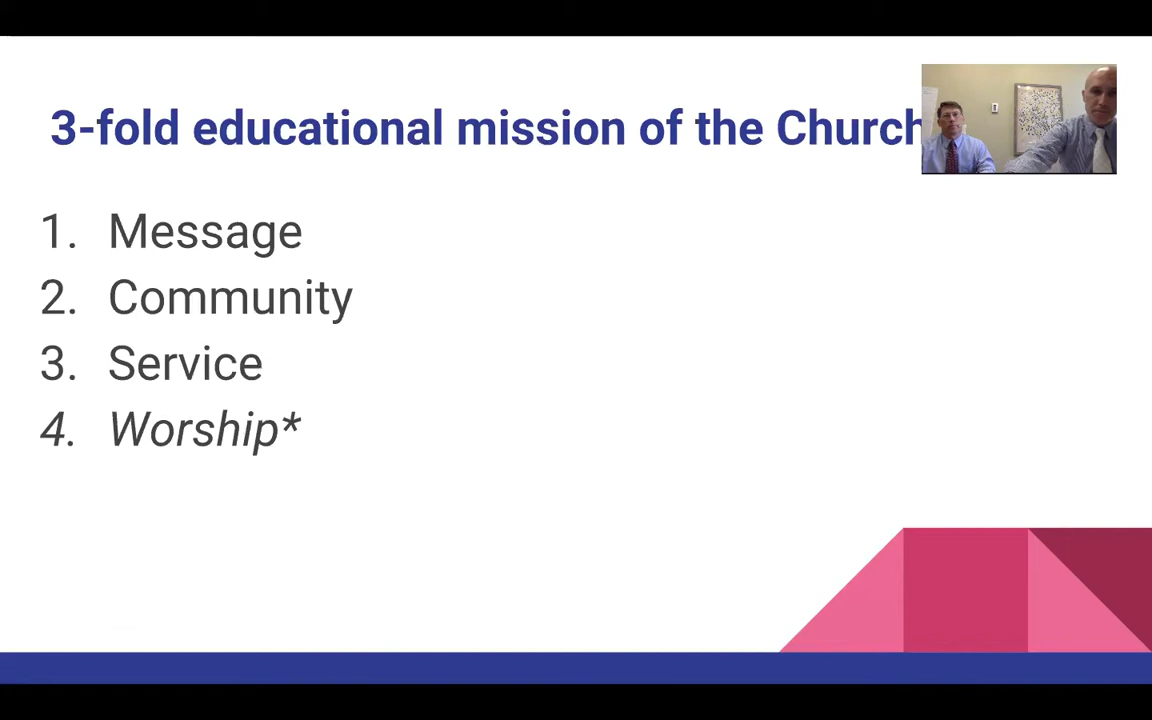 3-fold educational mission of the Church
1. Message
2. Community
3. Service
4. Worship*